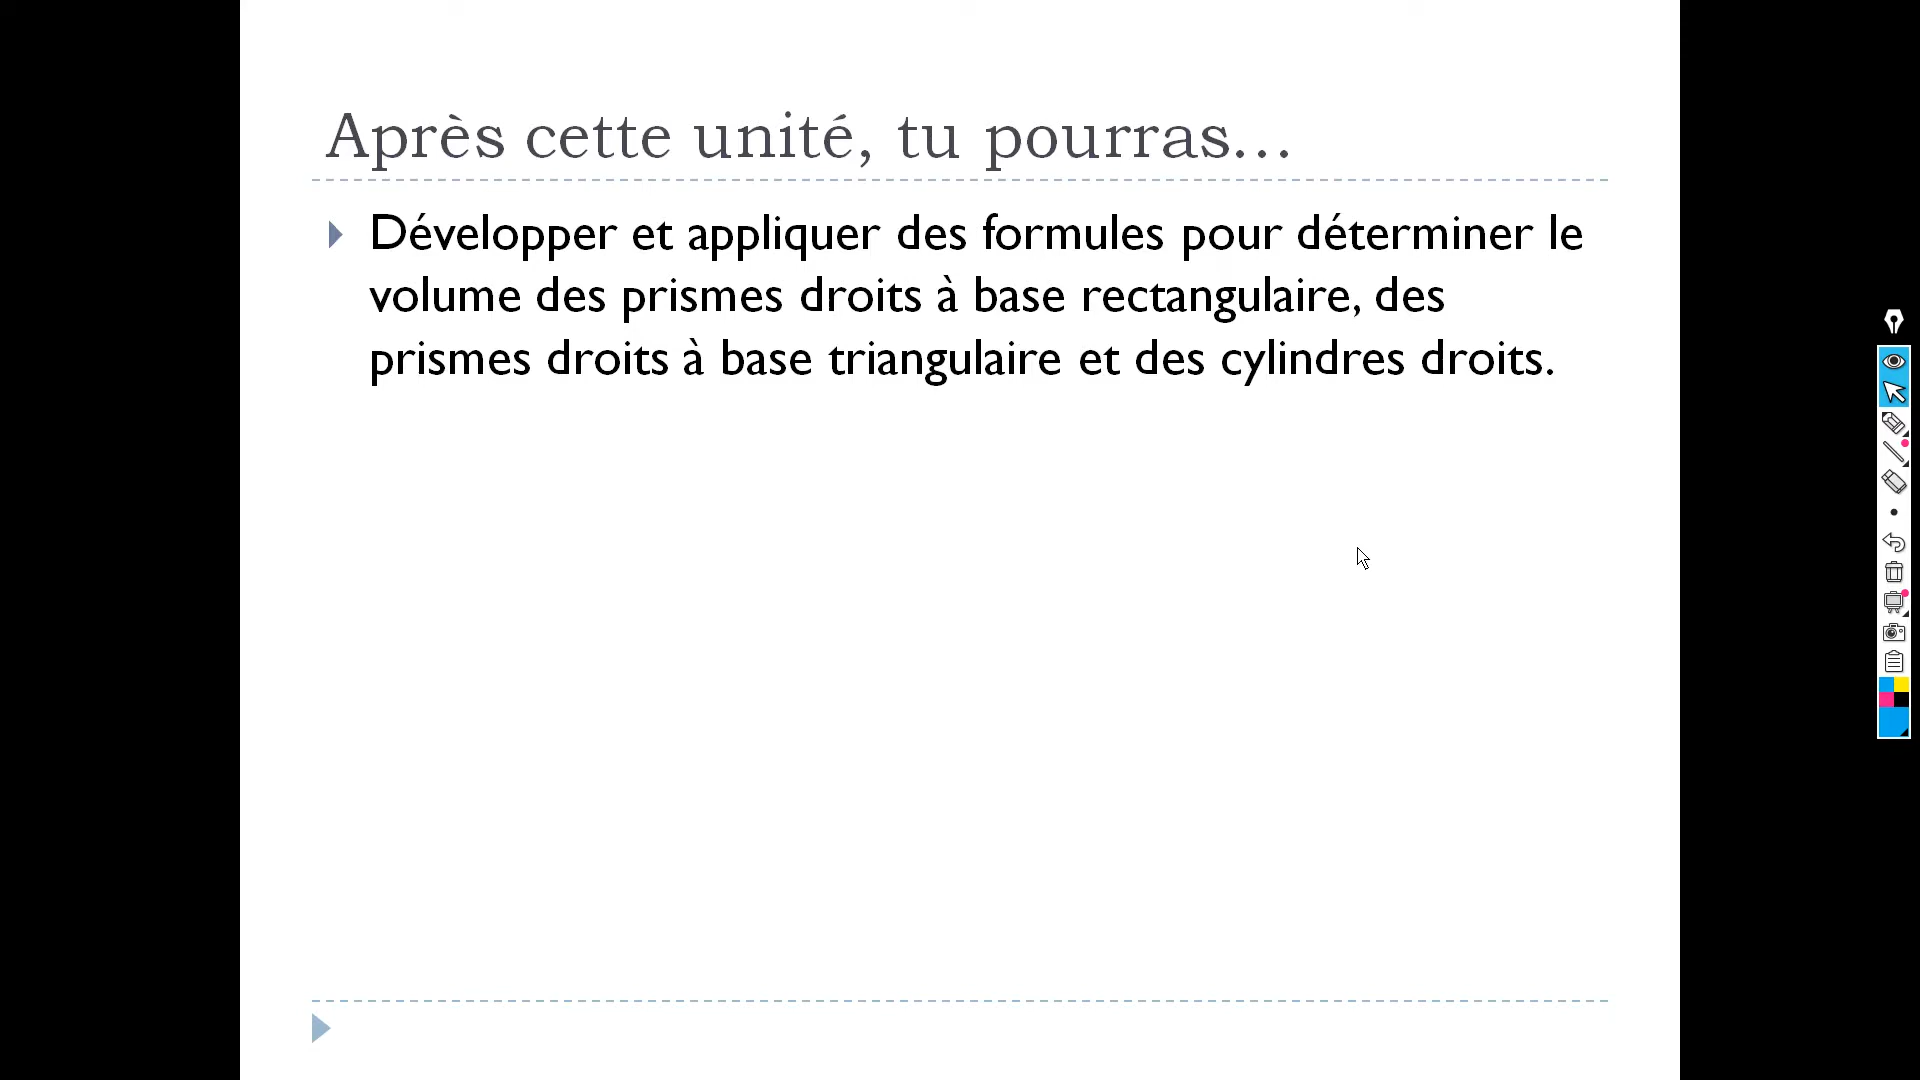 Après cette unité, tu pourras…
Développer et appliquer des formules pour déterminer le
volume des prismes droits à base rectangulaire, des
prismes droits à base triangulaire et des cylindres droits.